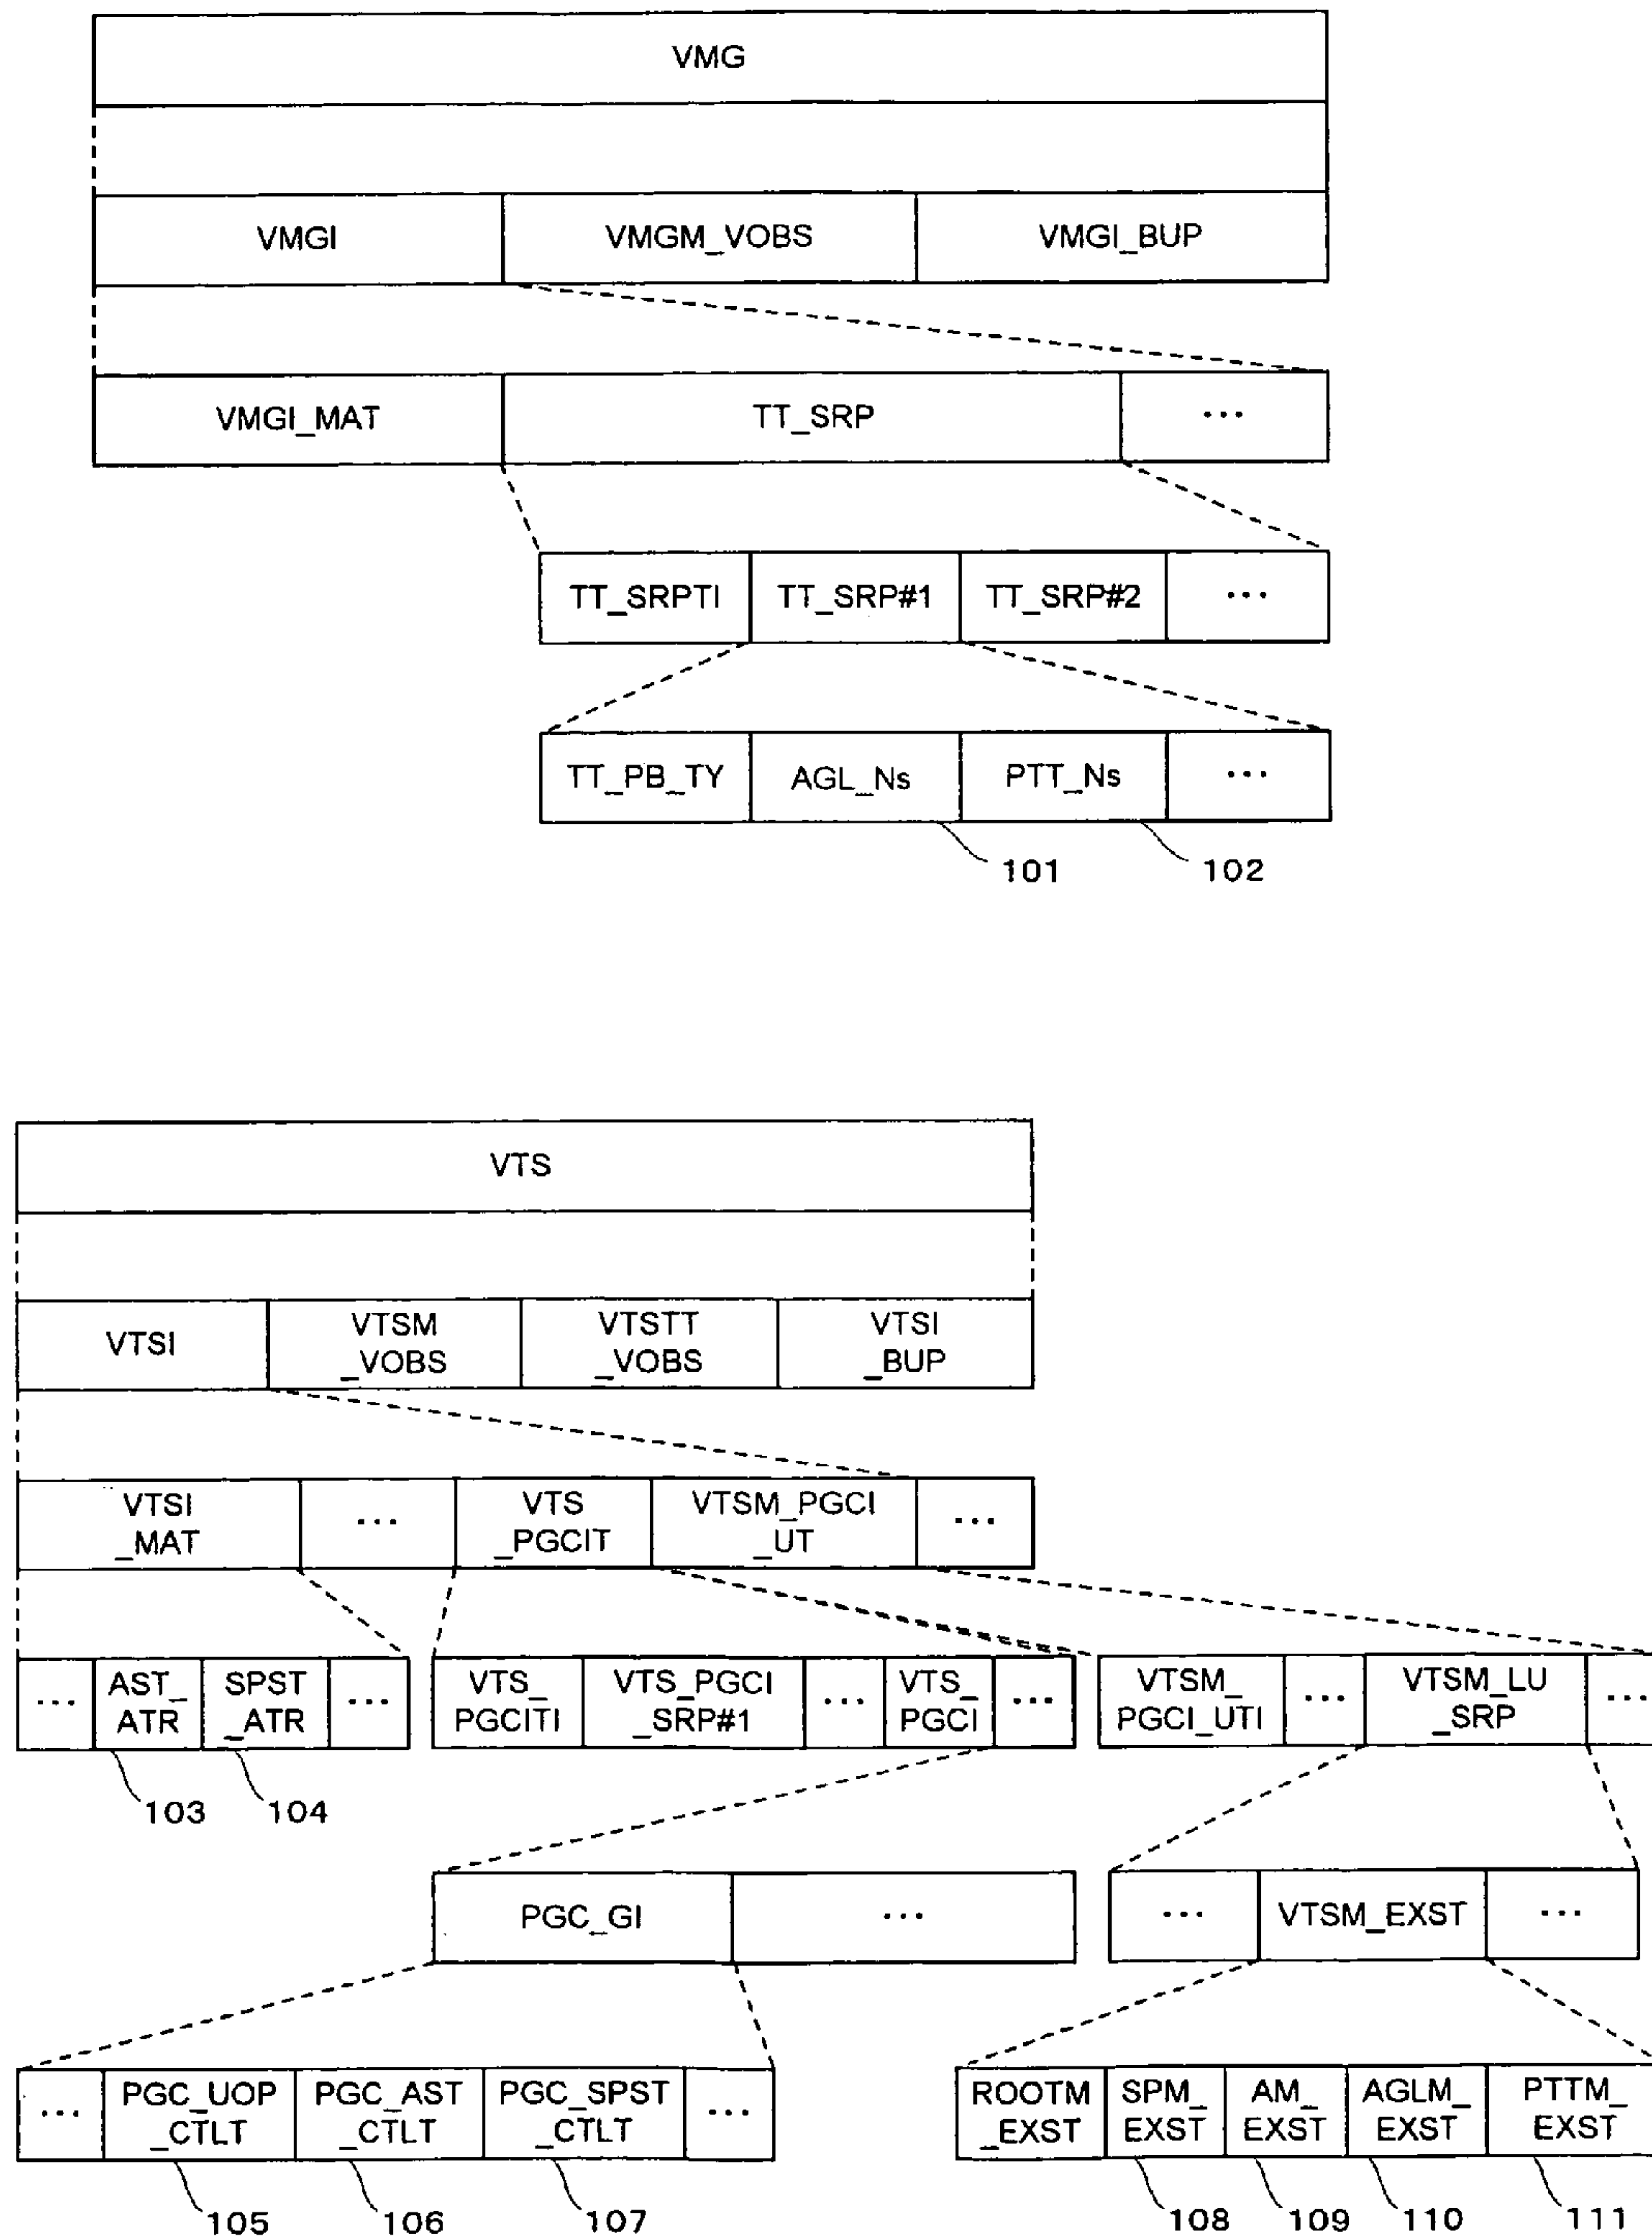 VMG
VMGI VMGM_VOBS VMGI_BUP
VMGI_MAT TT_SRP ...
TT_SRPTI TT_SRP#1 TT_SRP#2 ...
TT_PB_TY AGL_Ns PTT_Ns ...
101 102
VTS
VTSI VTSM VTSTT VTSI
_VOBS _VOBS _BUP
VTSI ... VTS VTSM_PGCI ...
_MAT _PGCIT _UT
... AST_ SPST ... VTS_ VTS_PGCI ... VTS_ ... VTSM_ ... VTSM_LU ...
ATR _ATR PGCITI _SRP#1 PGCI PGCI_UTI _SRP
103 104
PGC_GI ... ... VTSM_EXST ...
... PGC_UOP PGC_AST PGC_SPST ... ROOTM SPM_ AM_ AGLM_ PTTM_
_CTLT _CTLT _CTLT _EXST EXST EXST EXST EXST
105 106 107 108 109 110 111